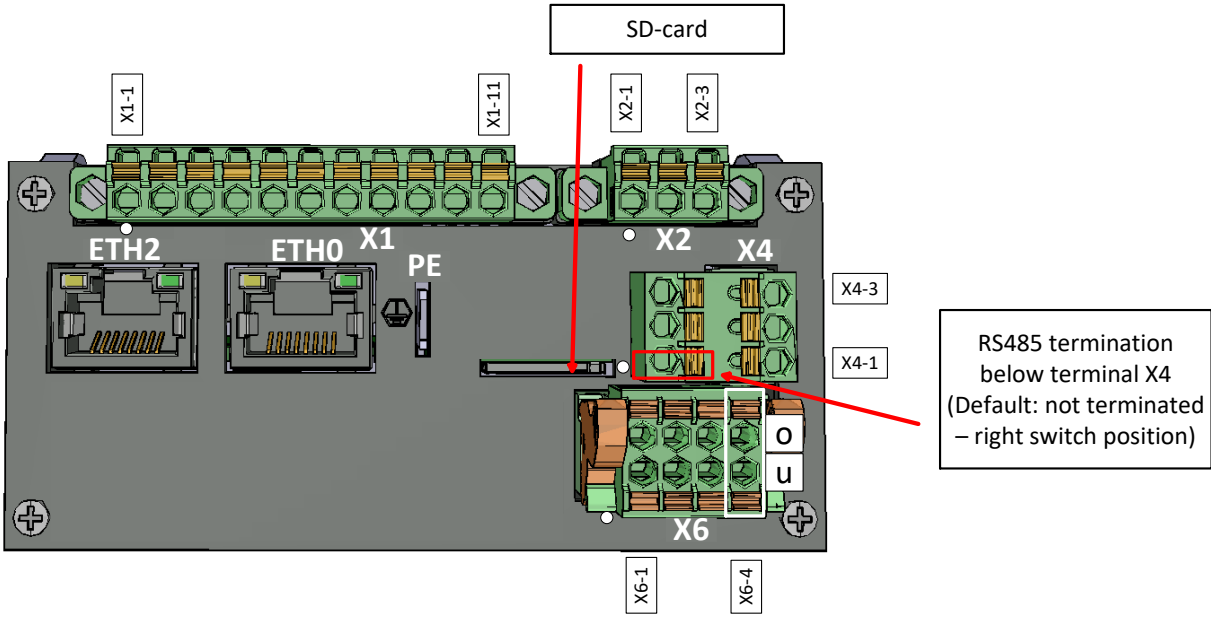 SD-card
X1-1
X1-11
X2-1
X2-3
ETH2
ETH0
X1
PE
X2
X4
X4-3
X4-1
RS485 termination
below terminal X4
(Default: not terminated
– right switch position)
o
u
X6
X6-1
X6-4